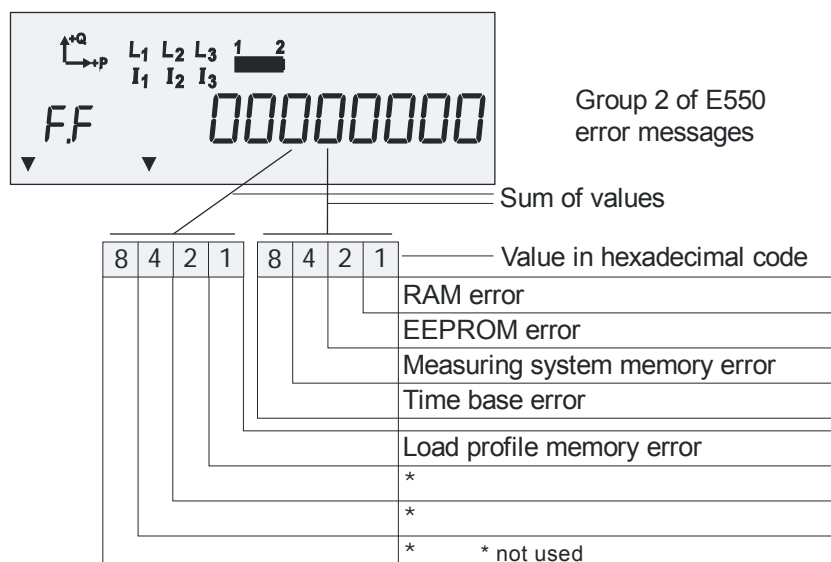 +Q
+P L1 L2 L3 1 2
I1 I2 I3
F.F 00000000
Group 2 of E550
error messages
Sum of values
8 4 2 1 8 4 2 1 Value in hexadecimal code
RAM error
EEPROM error
Measuring system memory error
Time base error
Load profile memory error
*
*
* * not used